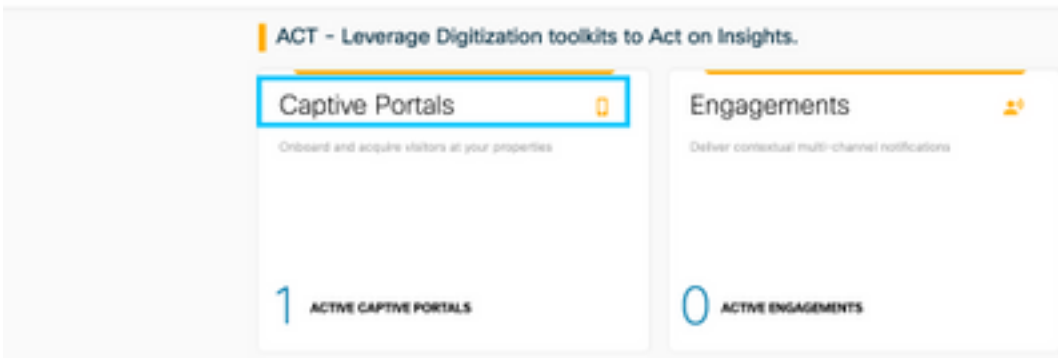 ACT - Leverage Digitization toolkits to Act on Insights.
Captive Portals
Onboard and acquire visitors at your properties
1 ACTIVE CAPTIVE PORTALS
Engagements
Deliver contextual multi-channel notifications
0 ACTIVE ENGAGEMENTS